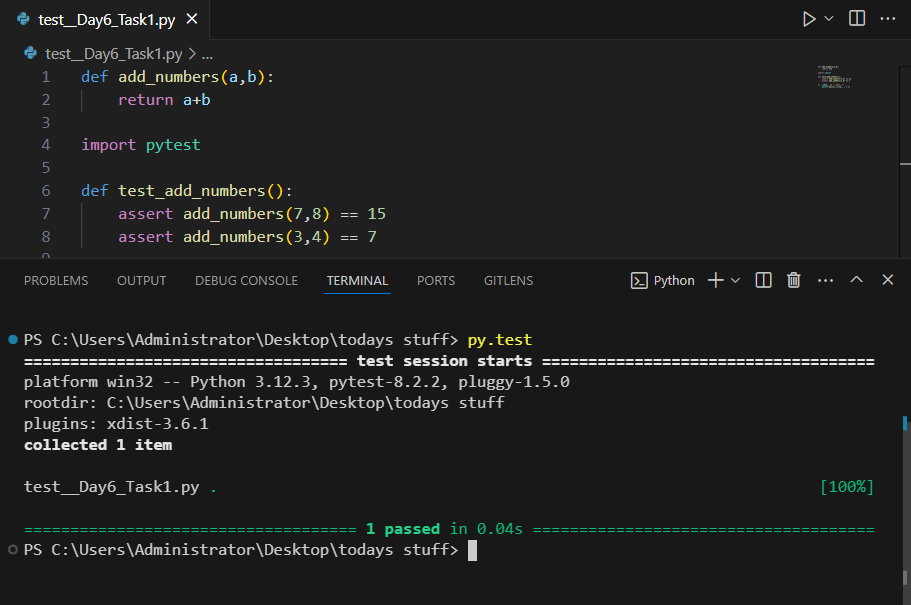 test__Day6_Task1.py
test__Day6_Task1.py > ...
1 def add_numbers(a,b):
2     return a+b
3
4 import pytest
5
6 def test_add_numbers():
7     assert add_numbers(7,8) == 15
8     assert add_numbers(3,4) == 7
PROBLEMS OUTPUT DEBUG CONSOLE TERMINAL PORTS GITLENS Python
PS C:\Users\Administrator\Desktop\todays stuff> py.test
=================================== test session starts ====================================
platform win32 -- Python 3.12.3, pytest-8.2.2, pluggy-1.5.0
rootdir: C:\Users\Administrator\Desktop\todays stuff
plugins: xdist-3.6.1
collected 1 item
test__Day6_Task1.py . [100%]
==================================== 1 passed in 0.04s =====================================
PS C:\Users\Administrator\Desktop\todays stuff>